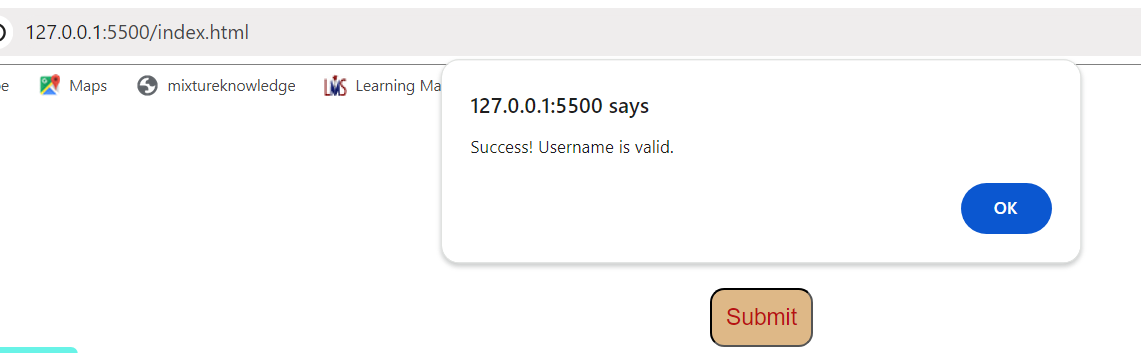 127.0.0.1:5500/index.html
Maps mixtureknowledge Learning Ma
127.0.0.1:5500 says
Success! Username is valid.
OK
Submit